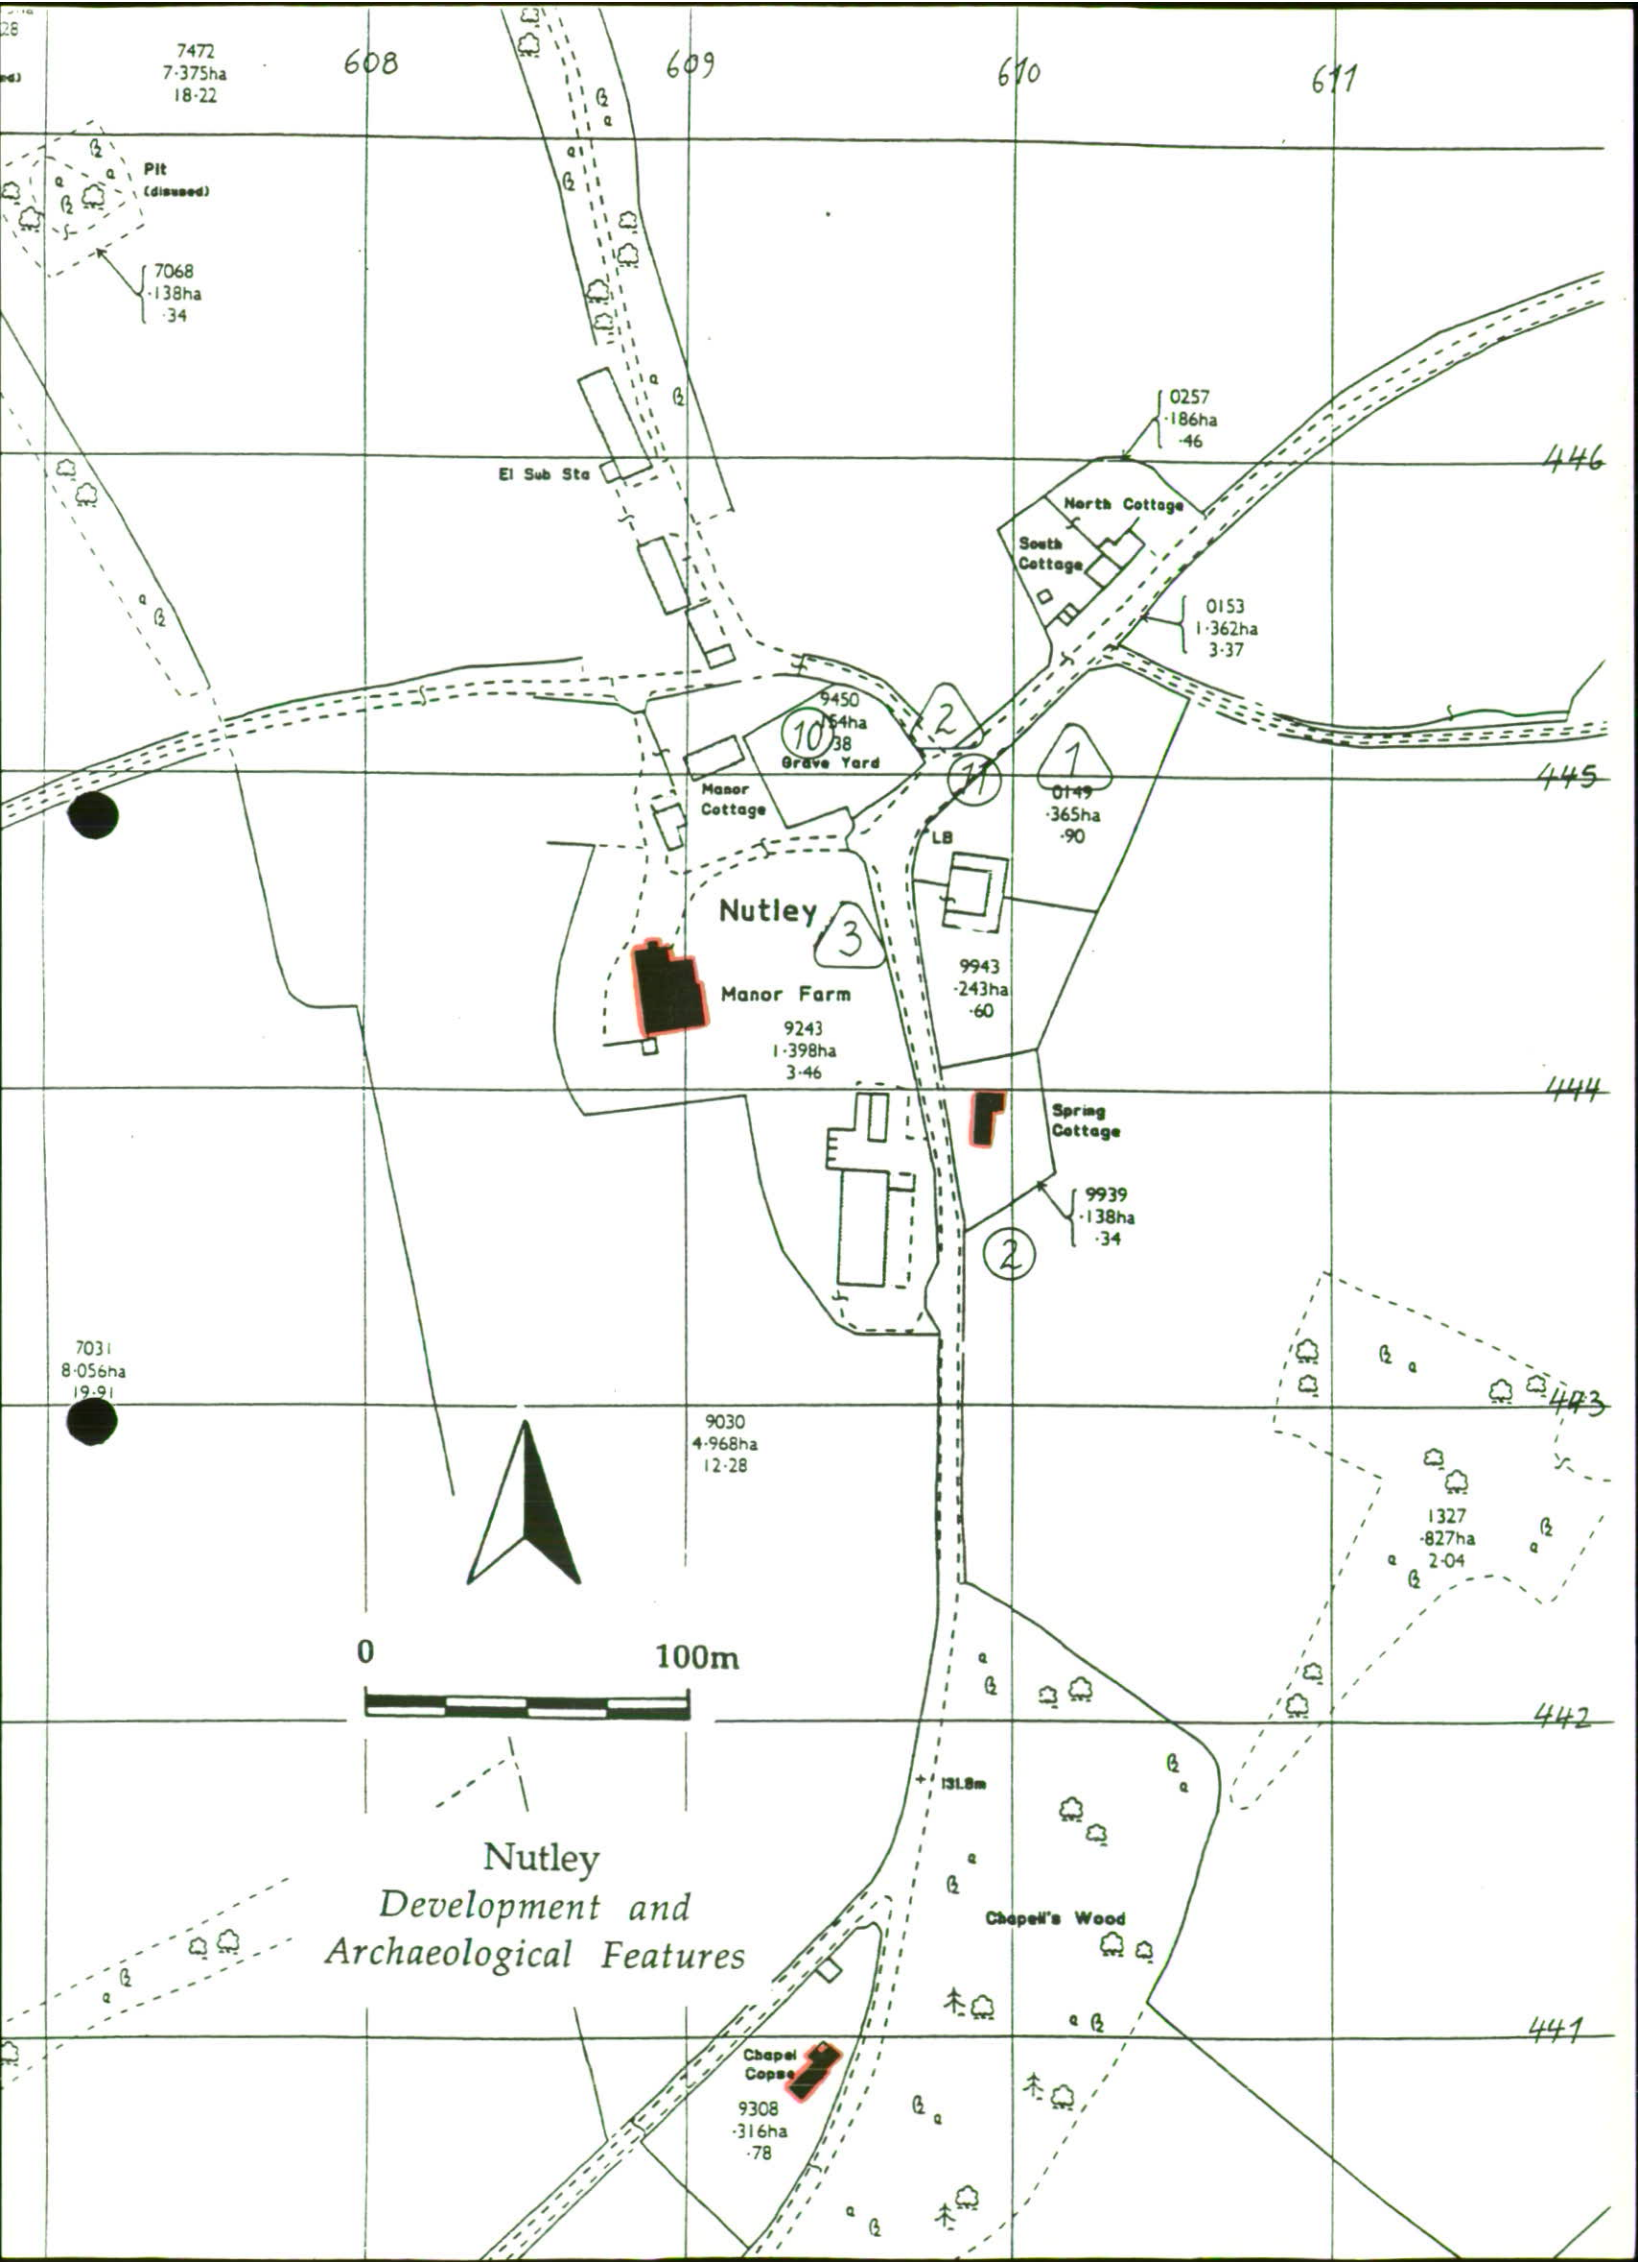 28
608
609
610
611
7472
7·375ha
18·22
Pit
(disused)
7068
·138ha
·34
0257
·186ha
·46
446
El Sub Sta
North Cottage
South
Cottage
0153
1·362ha
3·37
9450
10
38
Grave Yard
2
11
1
0149
·365ha
·90
445
Manor
Cottage
LB
Nutley
3
Manor Farm
9243
1·398ha
3·46
9943
·243ha
·60
444
Spring
Cottage
9939
·138ha
·34
2
7031
8·056ha
19·91
443
9030
4·968ha
12·28
1327
·827ha
2·04
0
100m
442
131.8m
Nutley
Development and
Archaeological Features
Chapell's Wood
441
Chapel
Copse
9308
·316ha
·78